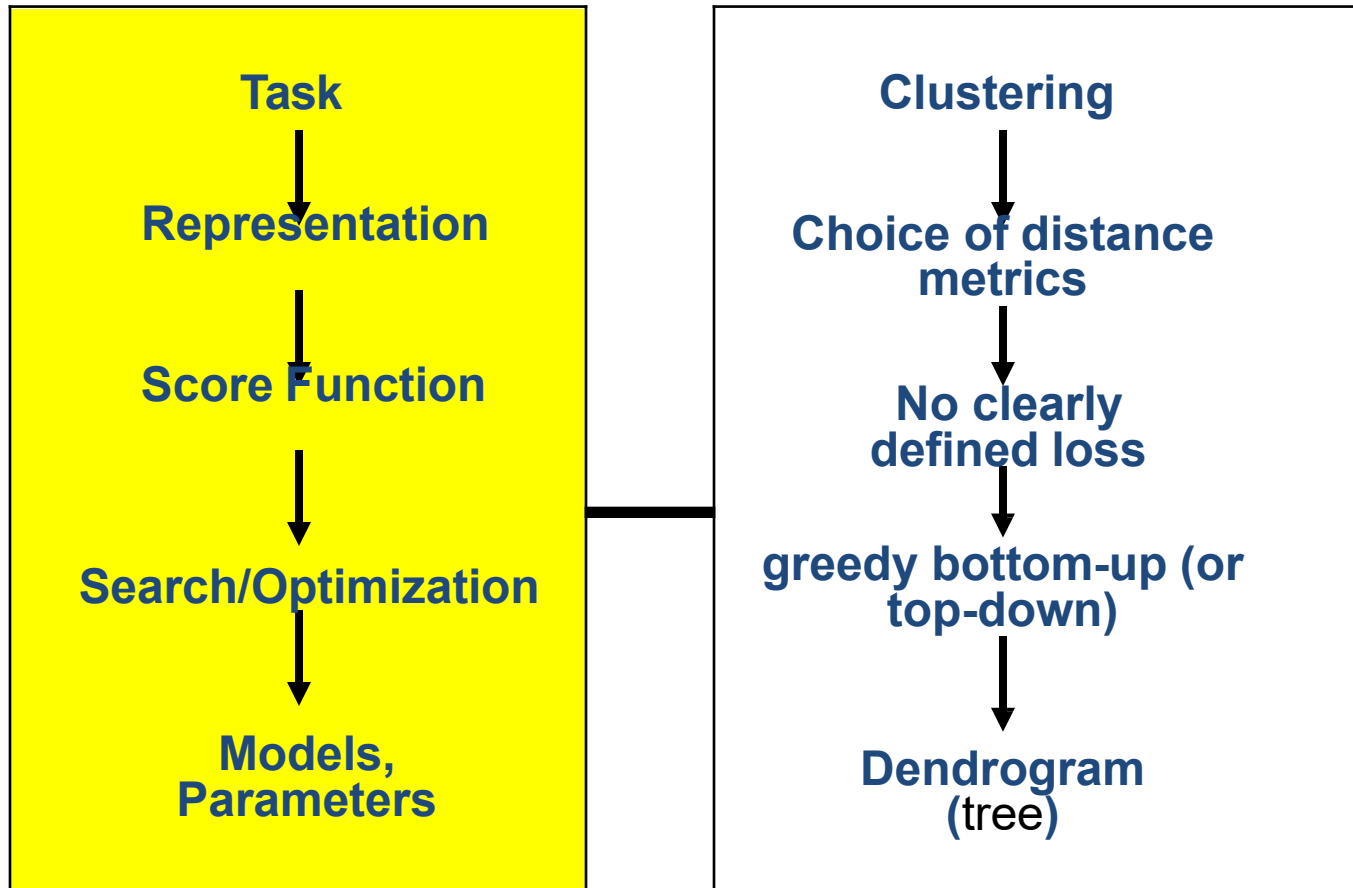 Task
Representation
Score Function
Search/Optimization
Models,
Parameters
Clustering
Choice of distance
metrics
No clearly
defined loss
greedy bottom-up (or
top-down)
Dendrogram
(tree)